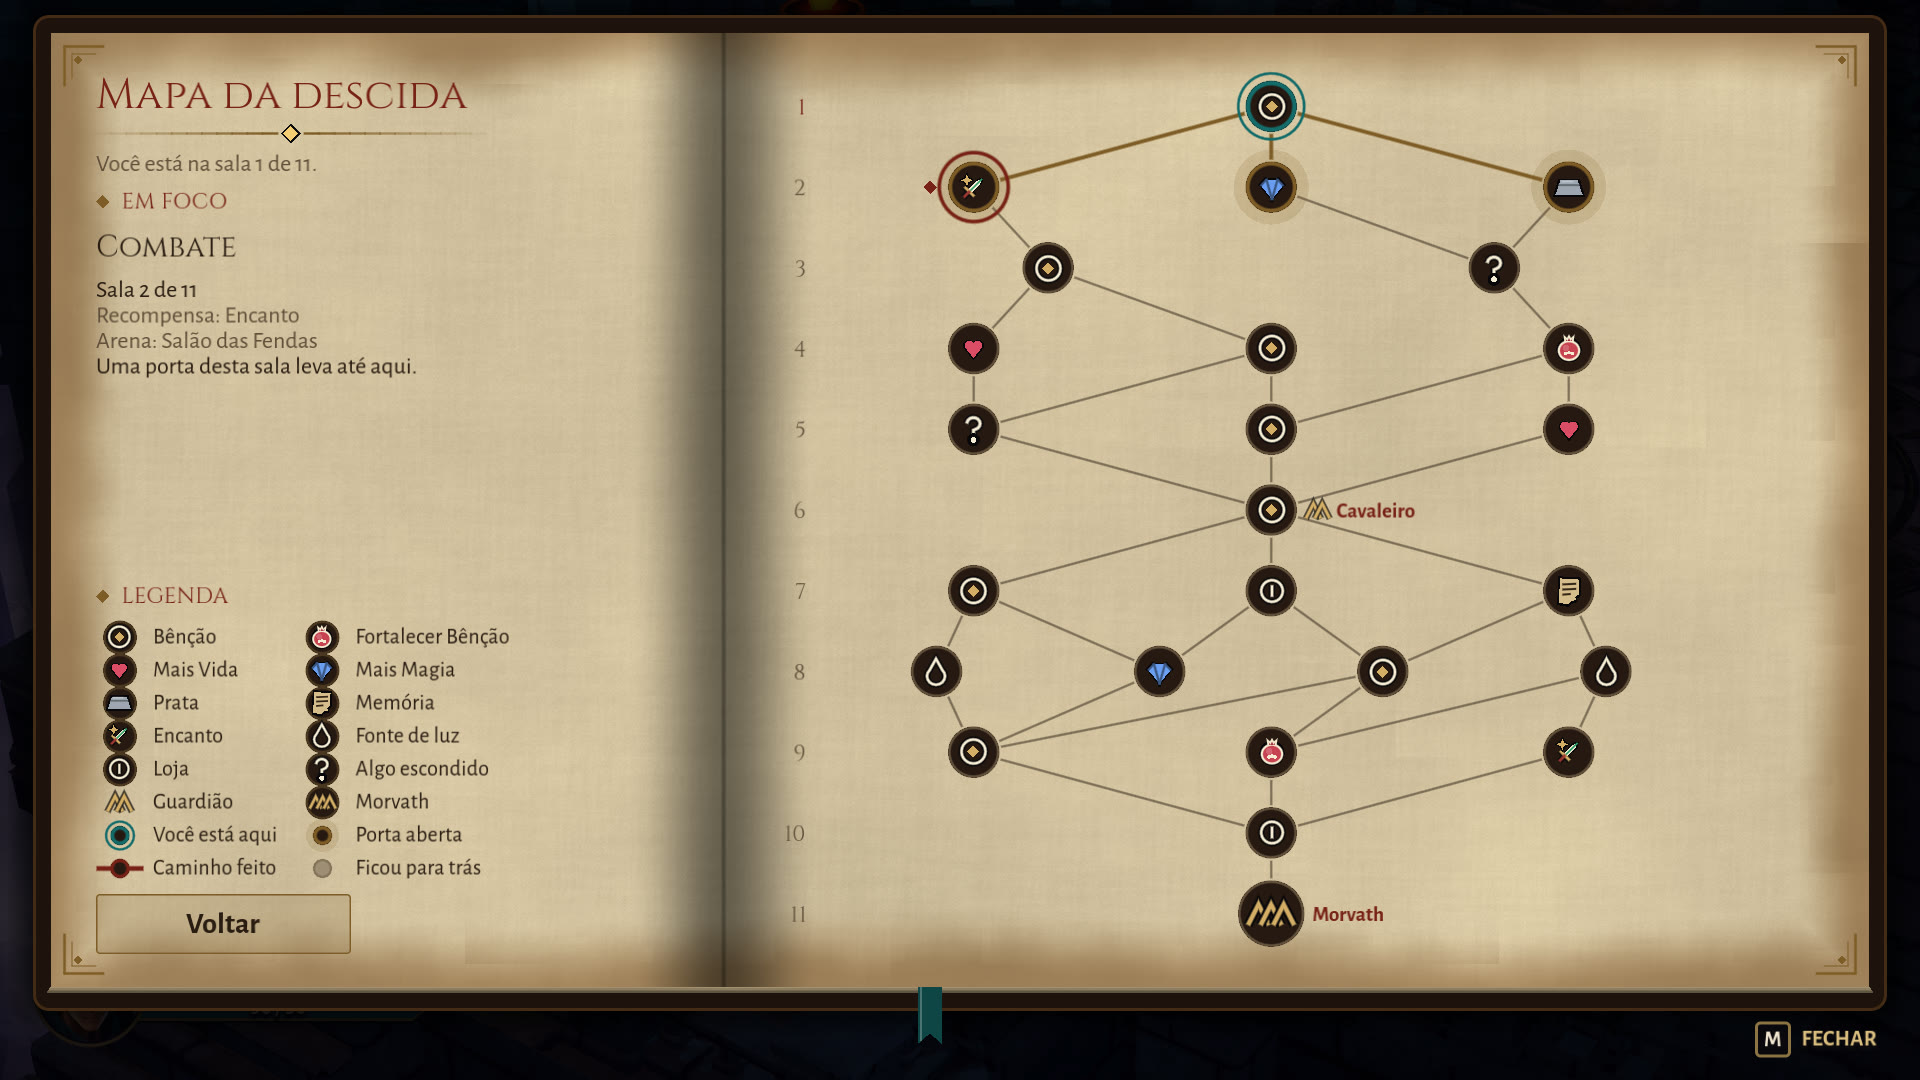 Mapa da descida
Você está na sala 1 de 11.
EM FOCO
Combate
Sala 2 de 11
Recompensa: Encanto
Arena: Salão das Fendas
Uma porta desta sala leva até aqui.
LEGENDA
Bênção
Fortalecer Bênção
Mais Vida
Mais Magia
Prata
Memória
Encanto
Fonte de luz
Loja
Algo escondido
Guardião
Morvath
Você está aqui
Porta aberta
Caminho feito
Ficou para trás
Voltar
1
2
3
4
5
6
Cavaleiro
7
8
9
10
11
Morvath
M FECHAR